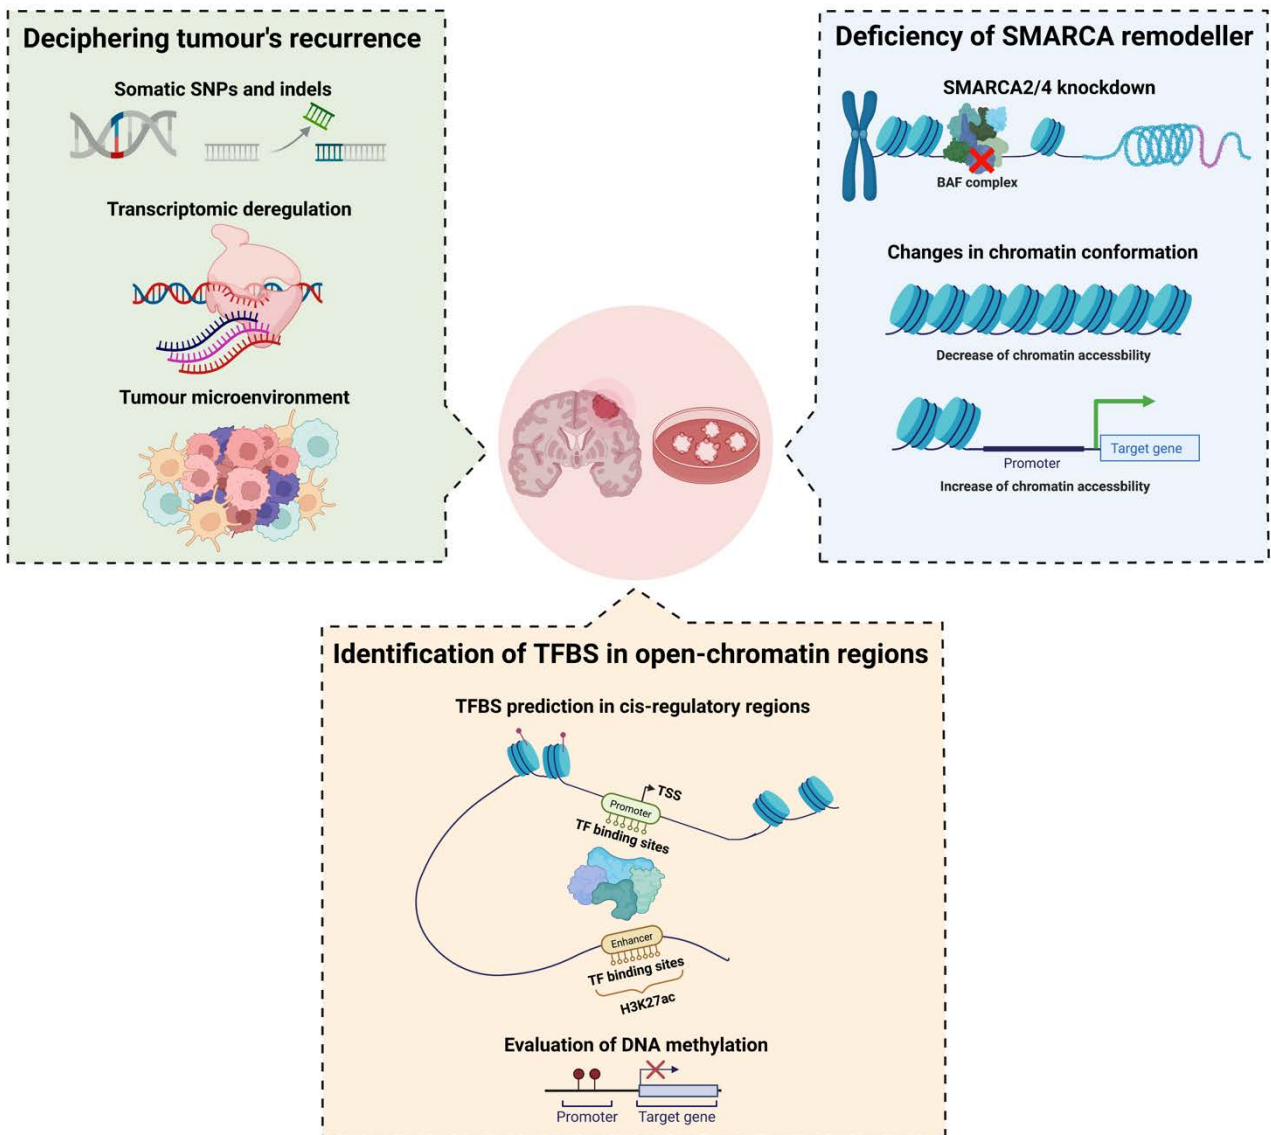 Deciphering tumour's recurrence
Somatic SNPs and indels
Transcriptomic deregulation
Tumour microenvironment
Deficiency of SMARCA remodeller
SMARCA2/4 knockdown
BAF complex
Changes in chromatin conformation
Decrease of chromatin accessbility
Promoter
Target gene
Increase of chromatin accessbility
Identification of TFBS in open-chromatin regions
TFBS prediction in cis-regulatory regions
TSS
Promoter
TF binding sites
Enhancer
TF binding sites
H3K27ac
Evaluation of DNA methylation
Promoter
Target gene